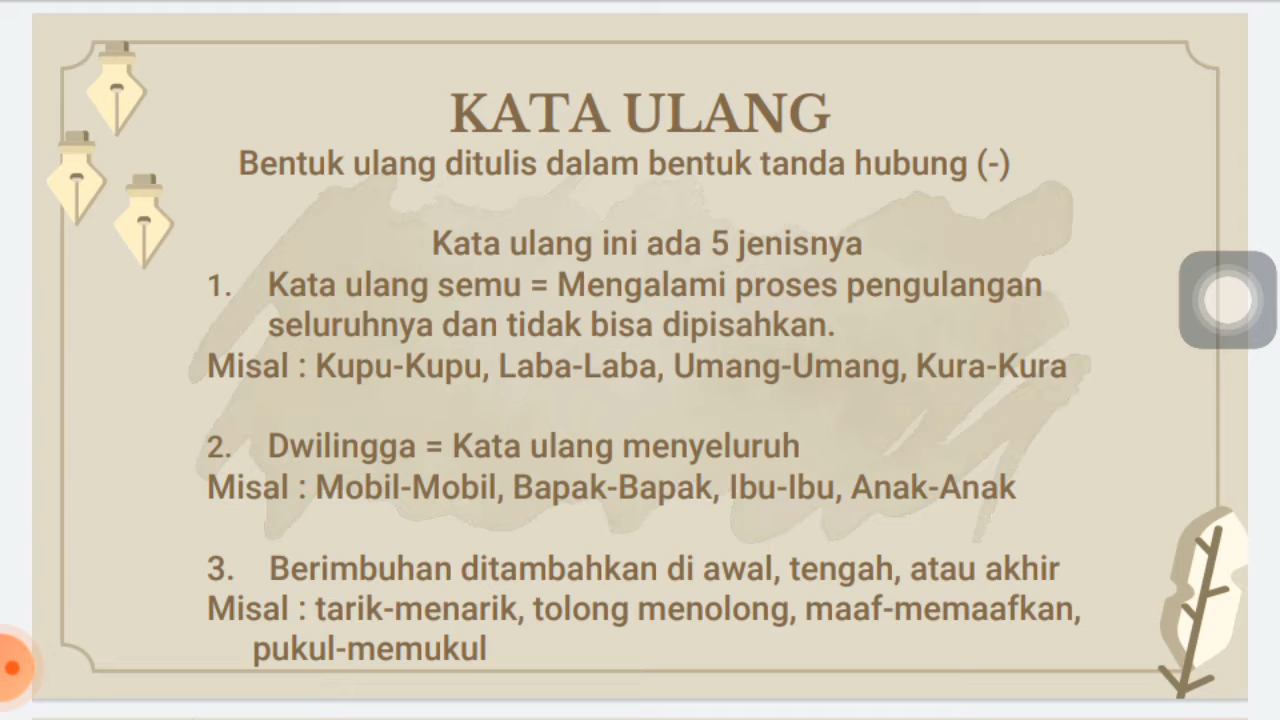 KATA ULANG
Bentuk ulang ditulis dalam bentuk tanda hubung (-)
Kata ulang ini ada 5 jenisnya
1. Kata ulang semu = Mengalami proses pengulangan
seluruhnya dan tidak bisa dipisahkan.
Misal : Kupu-Kupu, Laba-Laba, Umang-Umang, Kura-Kura
2. Dwilingga = Kata ulang menyeluruh
Misal : Mobil-Mobil, Bapak-Bapak, Ibu-Ibu, Anak-Anak
3. Berimbuhan ditambahkan di awal, tengah, atau akhir
Misal : tarik-menarik, tolong menolong, maaf-memaafkan,
pukul-memukul